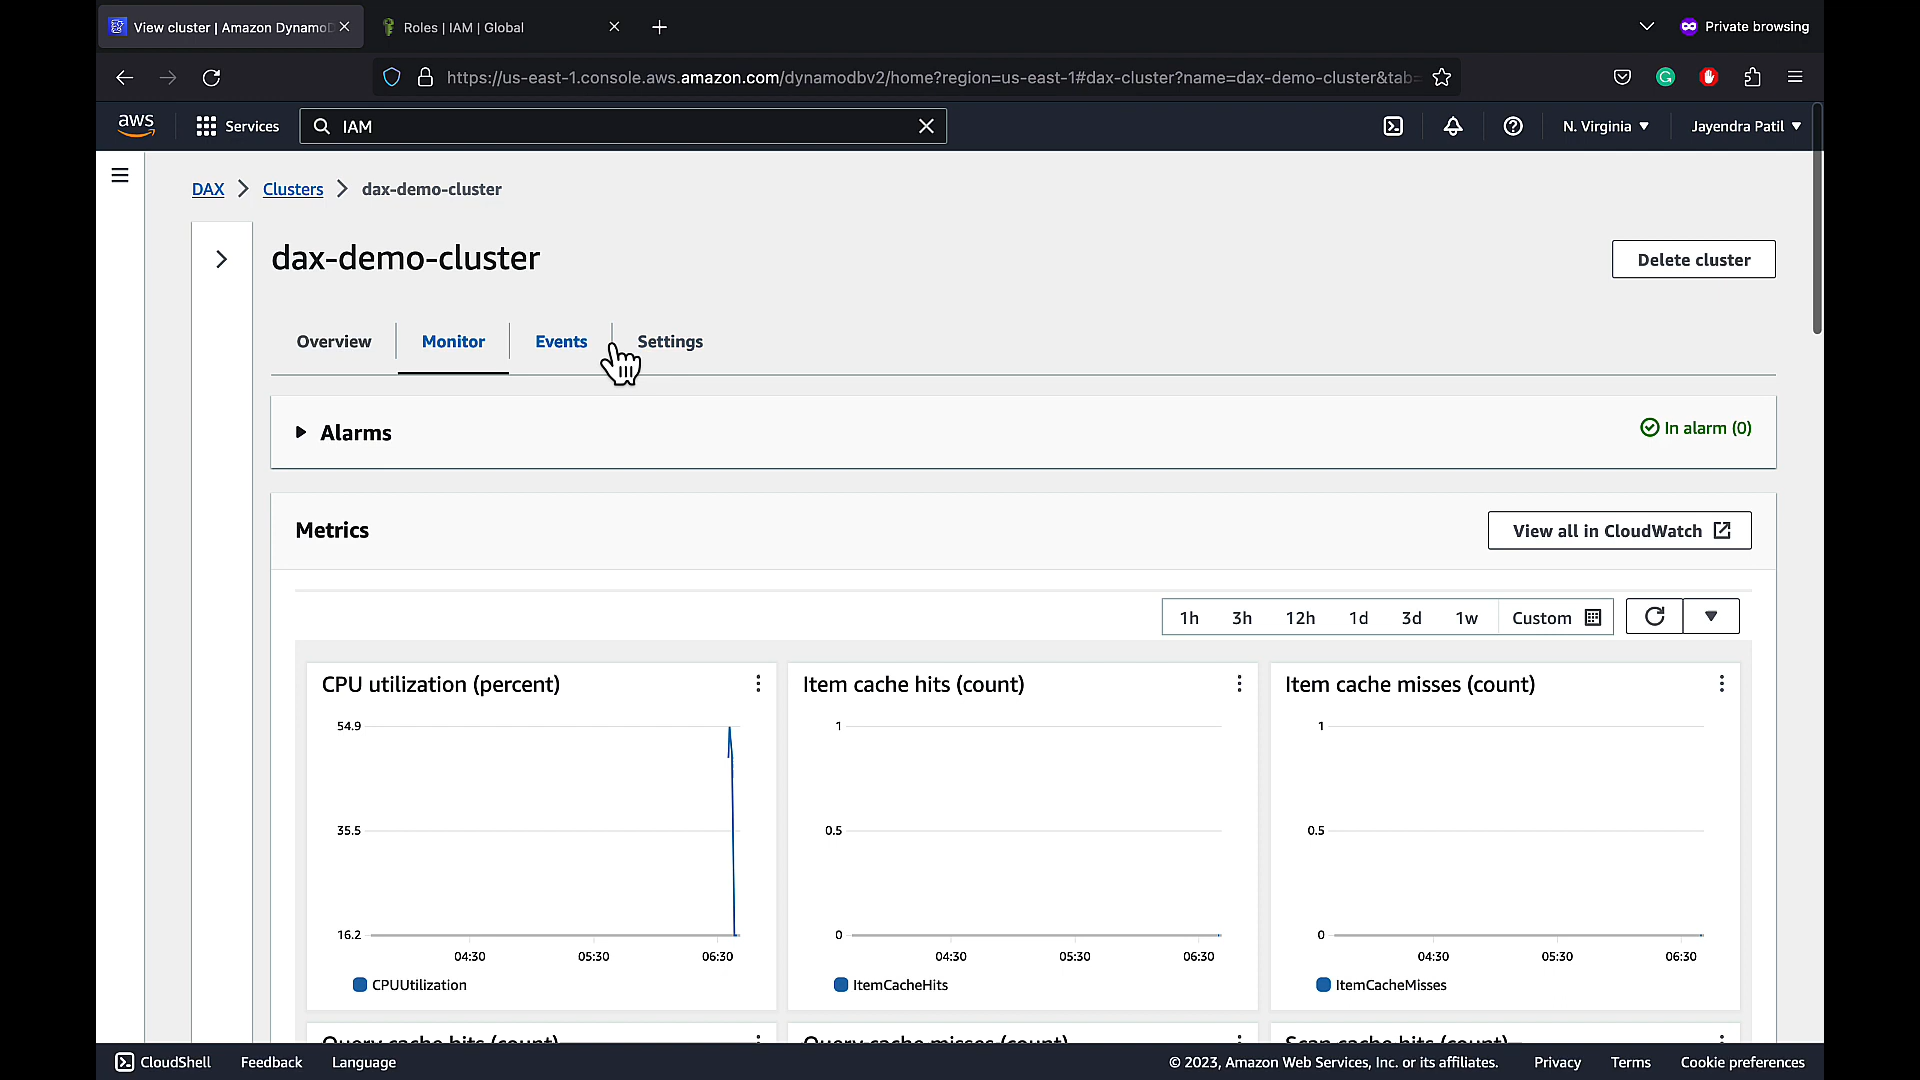 View cluster | Amazon Dynamo
Roles | IAM | Global
Private browsing
https://us-east-1.console.aws.amazon.com/dynamodbv2/home?region=us-east-1#dax-cluster?name=dax-demo-cluster&tab=
aws
Services
IAM
N. Virginia
Jayendra Patil
DAX
Clusters
dax-demo-cluster
dax-demo-cluster
Delete cluster
Overview
Monitor
Events
Settings
Alarms
In alarm (0)
Metrics
View all in CloudWatch
1h
3h
12h
1d
3d
1w
Custom
CPU utilization (percent)
54.9
35.5
16.2
04:30
05:30
06:30
CPUUtilization
Item cache hits (count)
1
0.5
0
04:30
05:30
06:30
ItemCacheHits
Item cache misses (count)
1
0.5
0
04:30
05:30
06:30
ItemCacheMisses
Query cache hits (count)
Query cache misses (count)
Scan cache hits (count)
CloudShell
Feedback
Language
© 2023, Amazon Web Services, Inc. or its affiliates.
Privacy
Terms
Cookie preferences